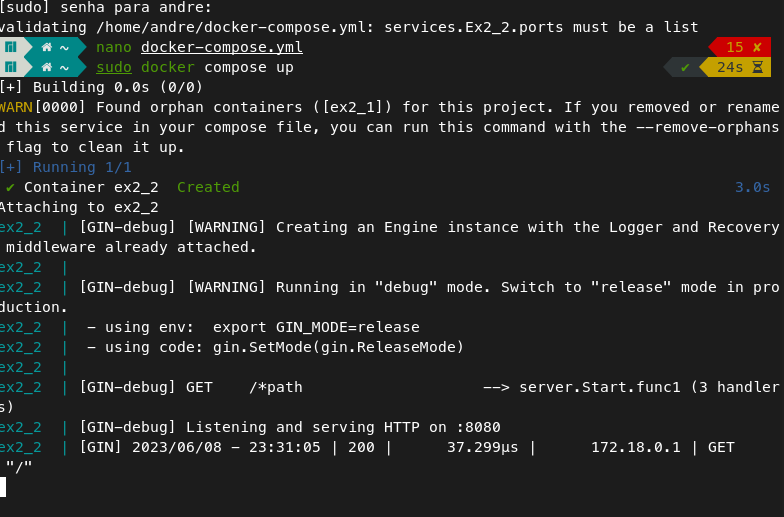 [sudo] senha para andre:
validating /home/andre/docker-compose.yml: services.Ex2_2.ports must be a list
~ nano docker-compose.yml 15 ✘
~ sudo docker compose up ✔ 24s
[+] Building 0.0s (0/0)
WARN[0000] Found orphan containers ([ex2_1]) for this project. If you removed or rename
d this service in your compose file, you can run this command with the --remove-orphans
flag to clean it up.
[+] Running 1/1
✔ Container ex2_2  Created 3.0s
Attaching to ex2_2
ex2_2  | [GIN-debug] [WARNING] Creating an Engine instance with the Logger and Recovery
middleware already attached.
ex2_2  |
ex2_2  | [GIN-debug] [WARNING] Running in "debug" mode. Switch to "release" mode in pro
duction.
ex2_2  |  - using env:  export GIN_MODE=release
ex2_2  |  - using code: gin.SetMode(gin.ReleaseMode)
ex2_2  |
ex2_2  | [GIN-debug] GET    /*path                    --> server.Start.func1 (3 handler
s)
ex2_2  | [GIN-debug] Listening and serving HTTP on :8080
ex2_2  | [GIN] 2023/06/08 - 23:31:05 | 200 |      37.299µs |      172.18.0.1 | GET
"/"